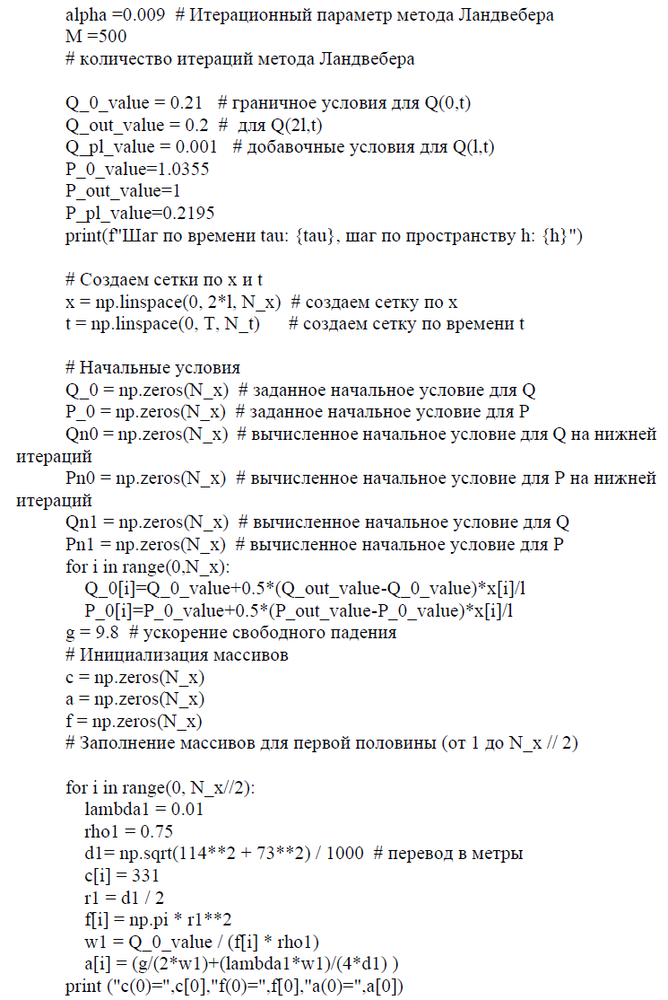 alpha =0.009  # Итерационный параметр метода Ландвебера
M =500
# количество итераций метода Ландвебера
Q_0_value = 0.21   # граничное условия для Q(0,t)
Q_out_value = 0.2  #  для Q(2l,t)
Q_pl_value = 0.001   # добавочные условия для Q(l,t)
P_0_value=1.0355
P_out_value=1
P_pl_value=0.2195
print(f"Шаг по времени tau: {tau}, шаг по пространству h: {h}")
# Создаем сетки по x и t
x = np.linspace(0, 2*l, N_x)  # создаем сетку по x
t = np.linspace(0, T, N_t)     # создаем сетку по времени t
# Начальные условия
Q_0 = np.zeros(N_x)  # заданное начальное условие для Q
P_0 = np.zeros(N_x)  # заданное начальное условие для P
Qn0 = np.zeros(N_x)  # вычисленное начальное условие для Q на нижней
итераций
Pn0 = np.zeros(N_x)  # вычисленное начальное условие для P на нижней
итераций
Qn1 = np.zeros(N_x)  # вычисленное начальное условие для Q
Pn1 = np.zeros(N_x)  # вычисленное начальное условие для P
for i in range(0,N_x):
    Q_0[i]=Q_0_value+0.5*(Q_out_value-Q_0_value)*x[i]/l
    P_0[i]=P_0_value+0.5*(P_out_value-P_0_value)*x[i]/l
g = 9.8  # ускорение свободного падения
# Инициализация массивов
c = np.zeros(N_x)
a = np.zeros(N_x)
f = np.zeros(N_x)
# Заполнение массивов для первой половины (от 1 до N_x // 2)
for i in range(0, N_x//2):
    lambda1 = 0.01
    rho1 = 0.75
    d1= np.sqrt(114**2 + 73**2) / 1000  # перевод в метры
    c[i] = 331
    r1 = d1 / 2
    f[i] = np.pi * r1**2
    w1 = Q_0_value / (f[i] * rho1)
    a[i] = (g/(2*w1)+(lambda1*w1)/(4*d1) )
print ("c(0)=",c[0],"f(0)=",f[0],"a(0)=",a[0])